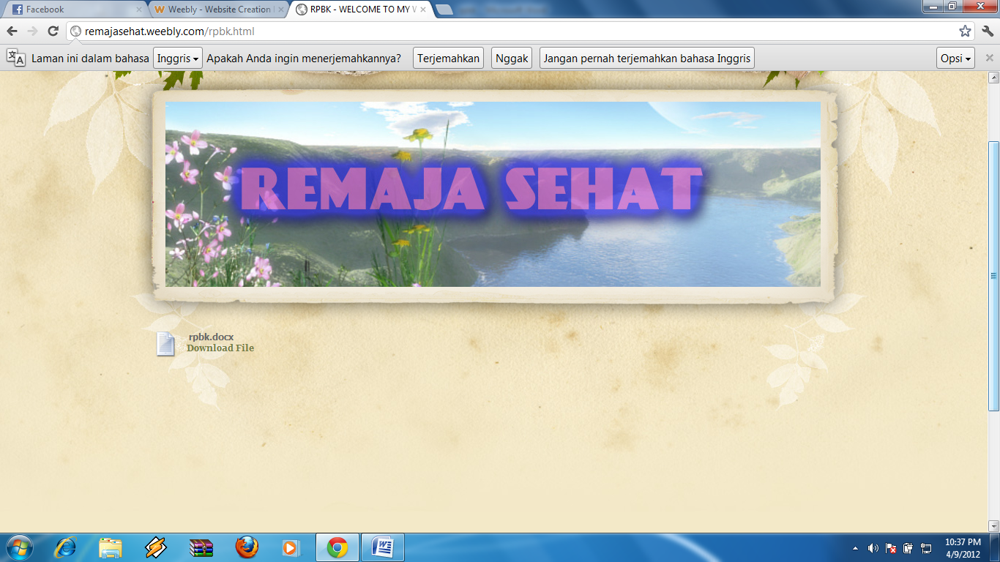 Facebook
Weebly - Website Creation
RPBK - WELCOME TO MY W
remajasehat.weebly.com/rpbk.html
Laman ini dalam bahasa Inggris Apakah Anda ingin menerjemahkannya? Terjemahkan Nggak Jangan pernah terjemahkan bahasa Inggris Opsi
REMAJA SEHAT
rpbk.docx
Download File
10:37 PM
4/9/2012